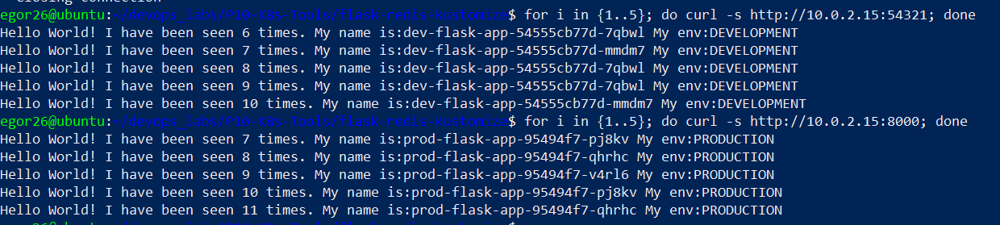 closing connection
egor26@ubuntu:~/devops-labs/P10-K8s-Tools/flask-redis-kustomize$ for i in {1..5}; do curl -s http://10.0.2.15:54321; done
Hello World! I have been seen 6 times. My name is:dev-flask-app-54555cb77d-7qbwl My env:DEVELOPMENT
Hello World! I have been seen 7 times. My name is:dev-flask-app-54555cb77d-mmdm7 My env:DEVELOPMENT
Hello World! I have been seen 8 times. My name is:dev-flask-app-54555cb77d-7qbwl My env:DEVELOPMENT
Hello World! I have been seen 9 times. My name is:dev-flask-app-54555cb77d-7qbwl My env:DEVELOPMENT
Hello World! I have been seen 10 times. My name is:dev-flask-app-54555cb77d-mmdm7 My env:DEVELOPMENT
egor26@ubuntu:~/devops-labs/P10-K8s-Tools/flask-redis-kustomize$ for i in {1..5}; do curl -s http://10.0.2.15:8000; done
Hello World! I have been seen 7 times. My name is:prod-flask-app-95494f7-pj8kv My env:PRODUCTION
Hello World! I have been seen 8 times. My name is:prod-flask-app-95494f7-qhrhc My env:PRODUCTION
Hello World! I have been seen 9 times. My name is:prod-flask-app-95494f7-v4rl6 My env:PRODUCTION
Hello World! I have been seen 10 times. My name is:prod-flask-app-95494f7-pj8kv My env:PRODUCTION
Hello World! I have been seen 11 times. My name is:prod-flask-app-95494f7-qhrhc My env:PRODUCTION